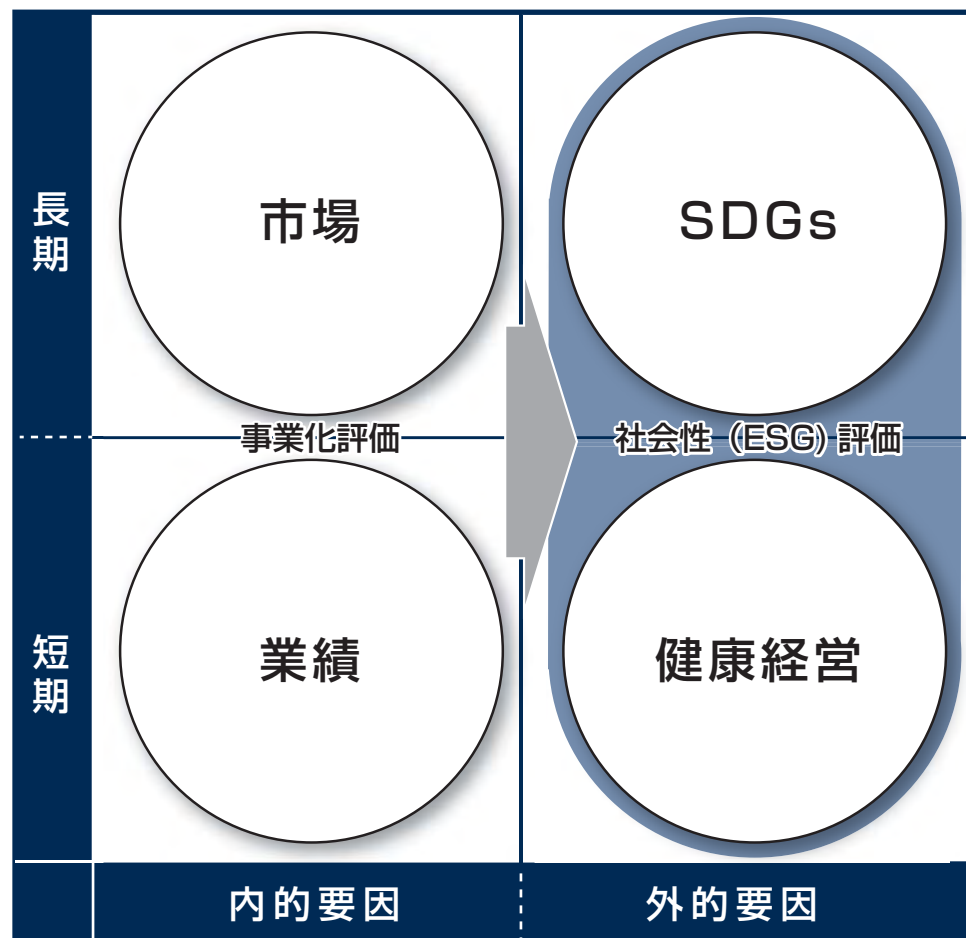 長期
市場
SDGs
事業化評価
社会性（ESG）評価
短期
業績
健康経営
内的要因
外的要因